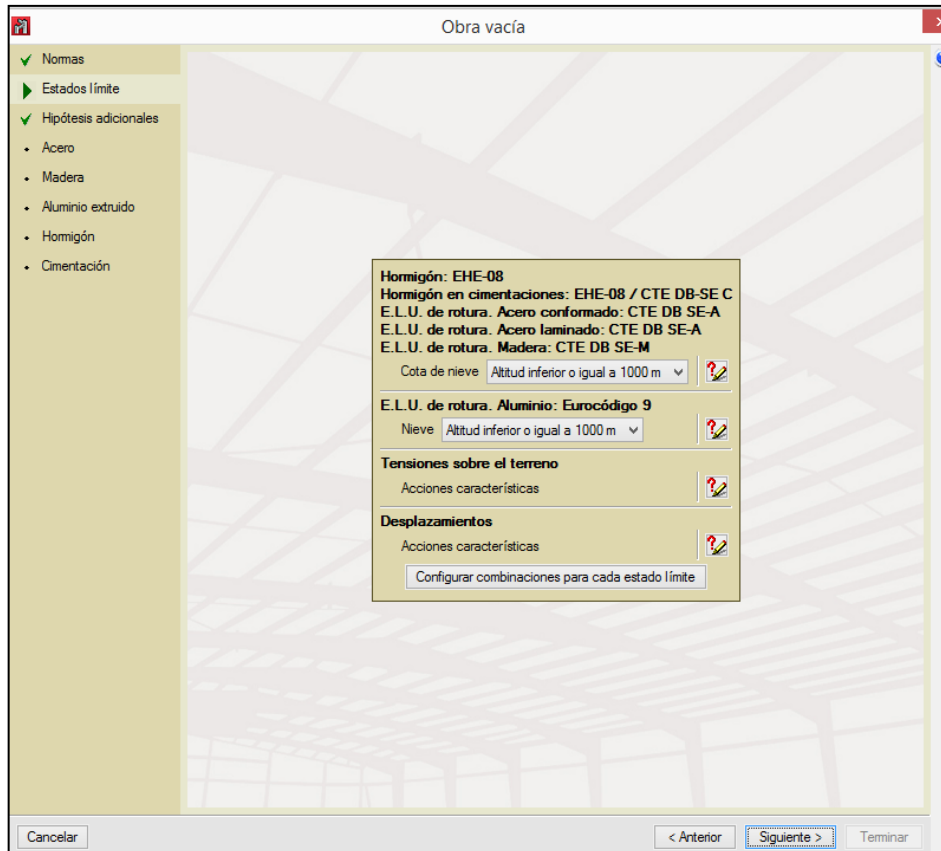 Obra vacía
Normas
Estados límite
Hipótesis adicionales
Acero
Madera
Aluminio extruido
Hormigón
Cimentación
Hormigón: EHE-08
Hormigón en cimentaciones: EHE-08 / CTE DB-SE C
E.L.U. de rotura. Acero conformado: CTE DB SE-A
E.L.U. de rotura. Acero laminado: CTE DB SE-A
E.L.U. de rotura. Madera: CTE DB SE-M
Cota de nieve Altitud inferior o igual a 1000 m
E.L.U. de rotura. Aluminio: Eurocódigo 9
Nieve Altitud inferior o igual a 1000 m
Tensiones sobre el terreno
Acciones características
Desplazamientos
Acciones características
Configurar combinaciones para cada estado límite
Cancelar < Anterior Siguiente > Terminar